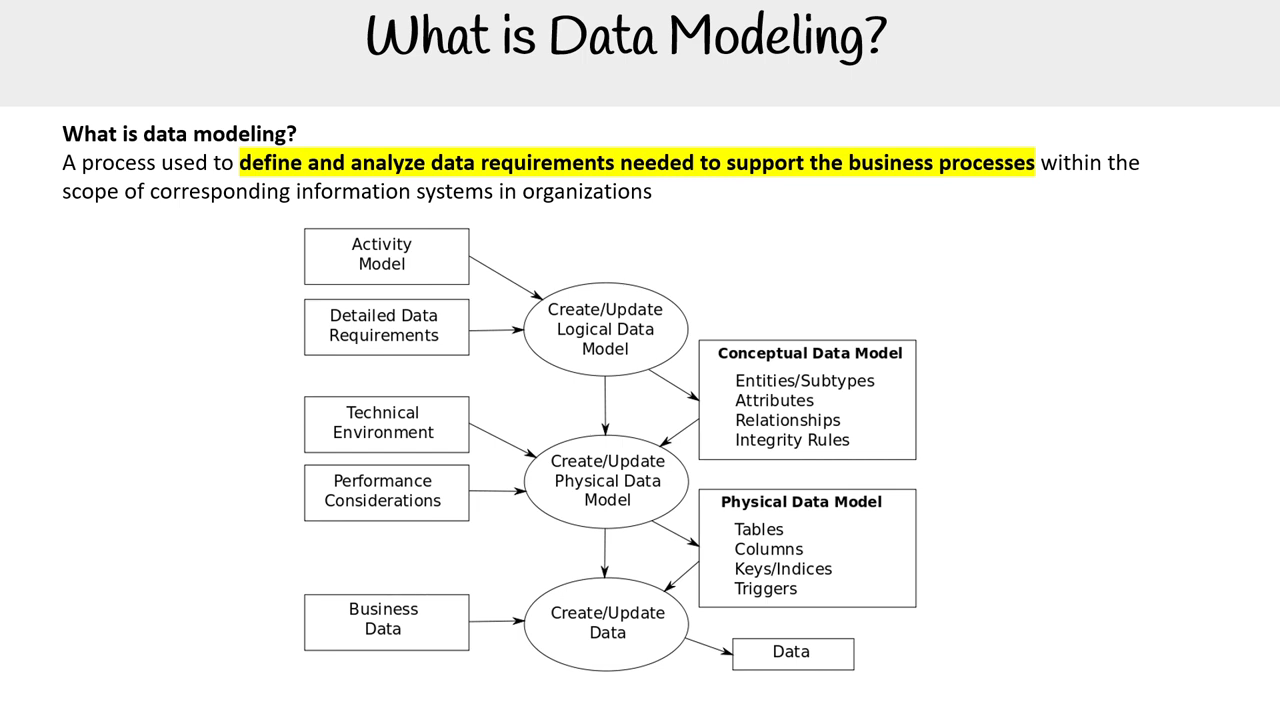 What is Data Modeling?
What is data modeling?
A process used to define and analyze data requirements needed to support the business processes within the
scope of corresponding information systems in organizations
Activity
Model
Detailed Data
Requirements
Create/Update
Logical Data
Model
Conceptual Data Model
Entities/Subtypes
Attributes
Relationships
Integrity Rules
Technical
Environment
Performance
Considerations
Create/Update
Physical Data
Model
Physical Data Model
Tables
Columns
Keys/Indices
Triggers
Business
Data
Create/Update
Data
Data